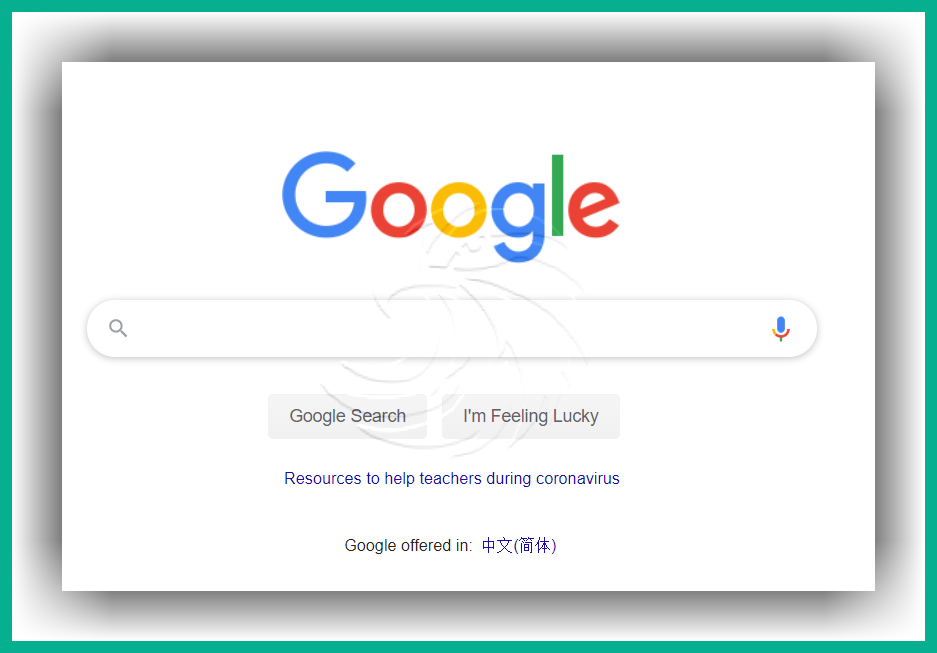 Google
Google Search I'm Feeling Lucky
Resources to help teachers during coronavirus
Google offered in: 中文(简体)